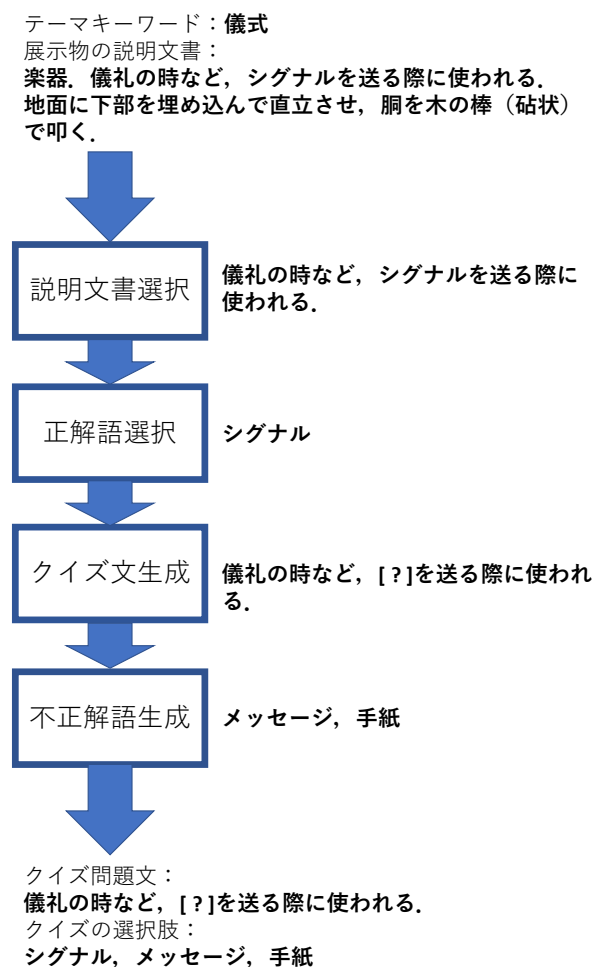 テーマキーワード：儀式
展示物の説明文書：
楽器．儀礼の時など，シグナルを送る際に使われる．
地面に下部を埋め込んで直立させ，胴を木の棒（砧状）
で叩く．
説明文書選択
儀礼の時など，シグナルを送る際に
使われる．
正解語選択
シグナル
クイズ文生成
儀礼の時など，[ ? ]を送る際に使われ
る．
不正解語生成
メッセージ，手紙
クイズ問題文：
儀礼の時など，[ ? ]を送る際に使われる．
クイズの選択肢：
シグナル，メッセージ，手紙